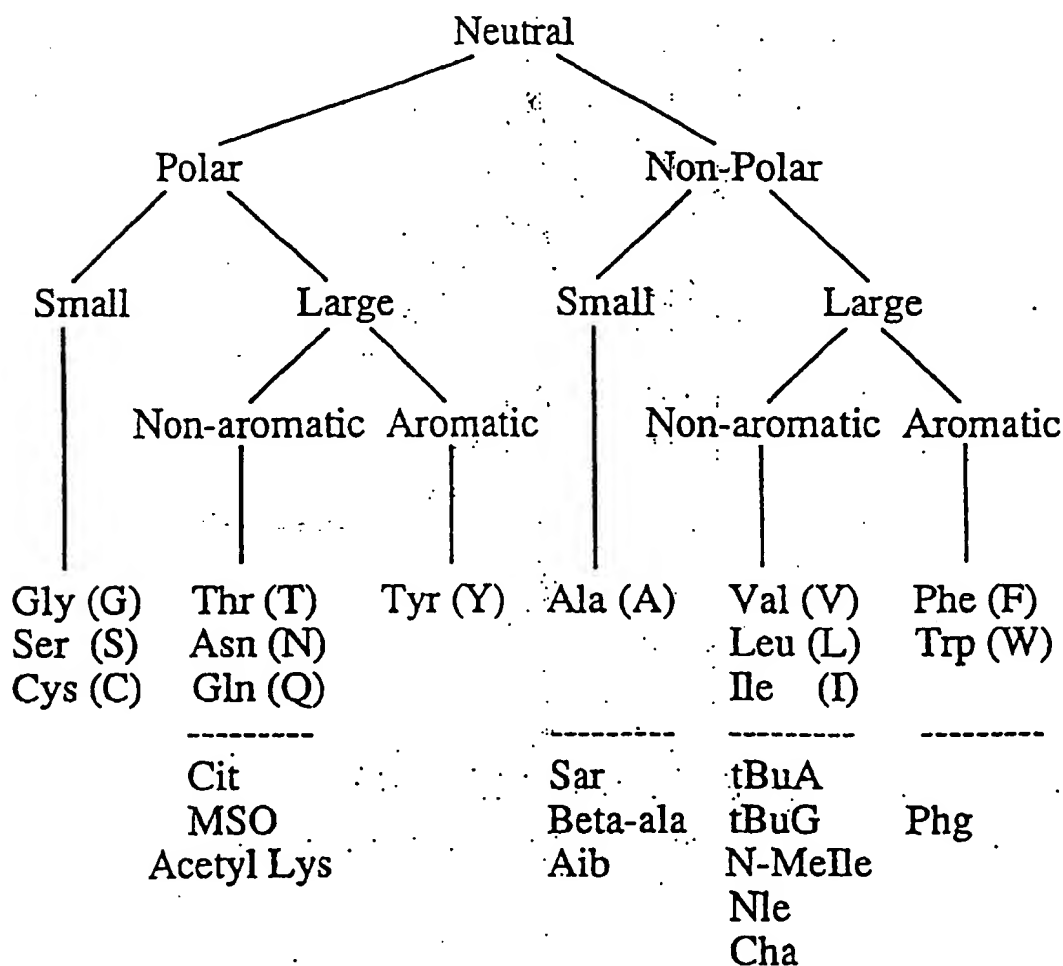 Neutral
Polar Non-Polar
Small Large Small Large
Non-aromatic Aromatic Non-aromatic Aromatic
Gly (G) Thr (T) Tyr (Y) Ala (A) Val (V) Phe (F)
Ser (S) Asn (N) Leu (L) Trp (W)
Cys (C) Gln (Q) Ile (I)
--------- --------- --------- ---------
Cit Sar tBuA
MSO Beta-ala tBuG Phg
Acetyl Lys Aib N-MeIle
Nle
Cha